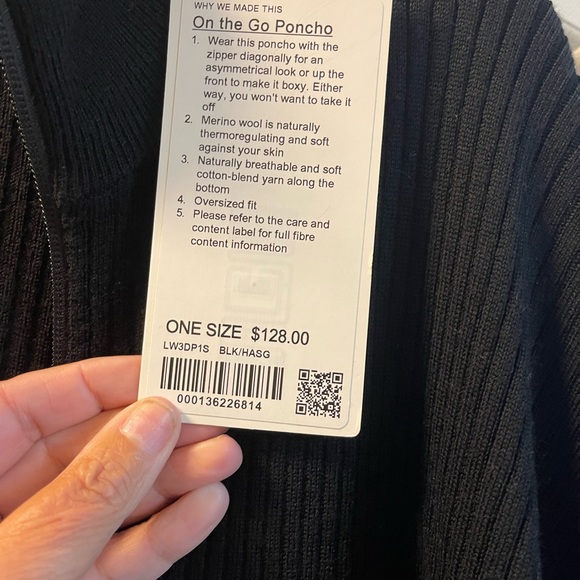 WHY WE MADE THIS
On the Go Poncho
1. Wear this poncho with the
zipper diagonally for an
asymmetrical look or up the
front to make it boxy. Either
way, you won't want to take it
off
2. Merino wool is naturally
thermoregulating and soft
against your skin
3. Naturally breathable and soft
cotton-blend yarn along the
bottom
4. Oversized fit
5. Please refer to the care and
content label for full fibre
content information
ONE SIZE $128.00
LW3DP1S BLK/HASG
000136226814